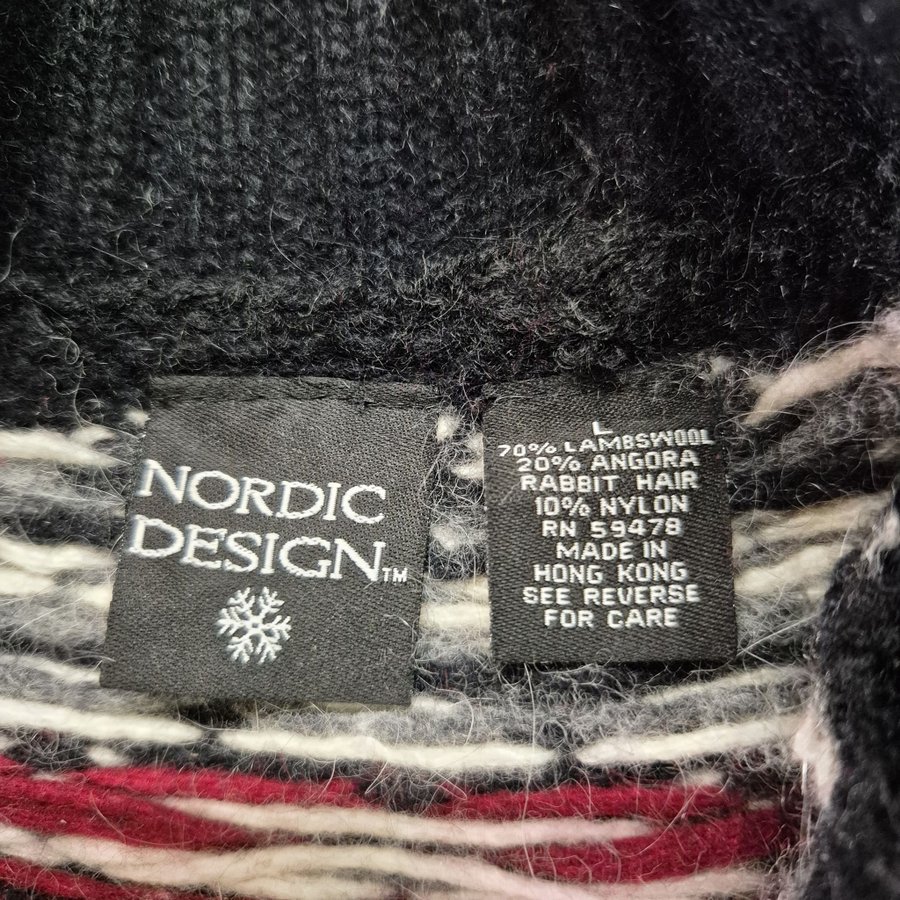 NORDIC
DESIGN™
L
70% LAMBSWOOL
20% ANGORA
RABBIT HAIR
10% NYLON
RN 59478
MADE IN
HONG KONG
SEE REVERSE
FOR CARE